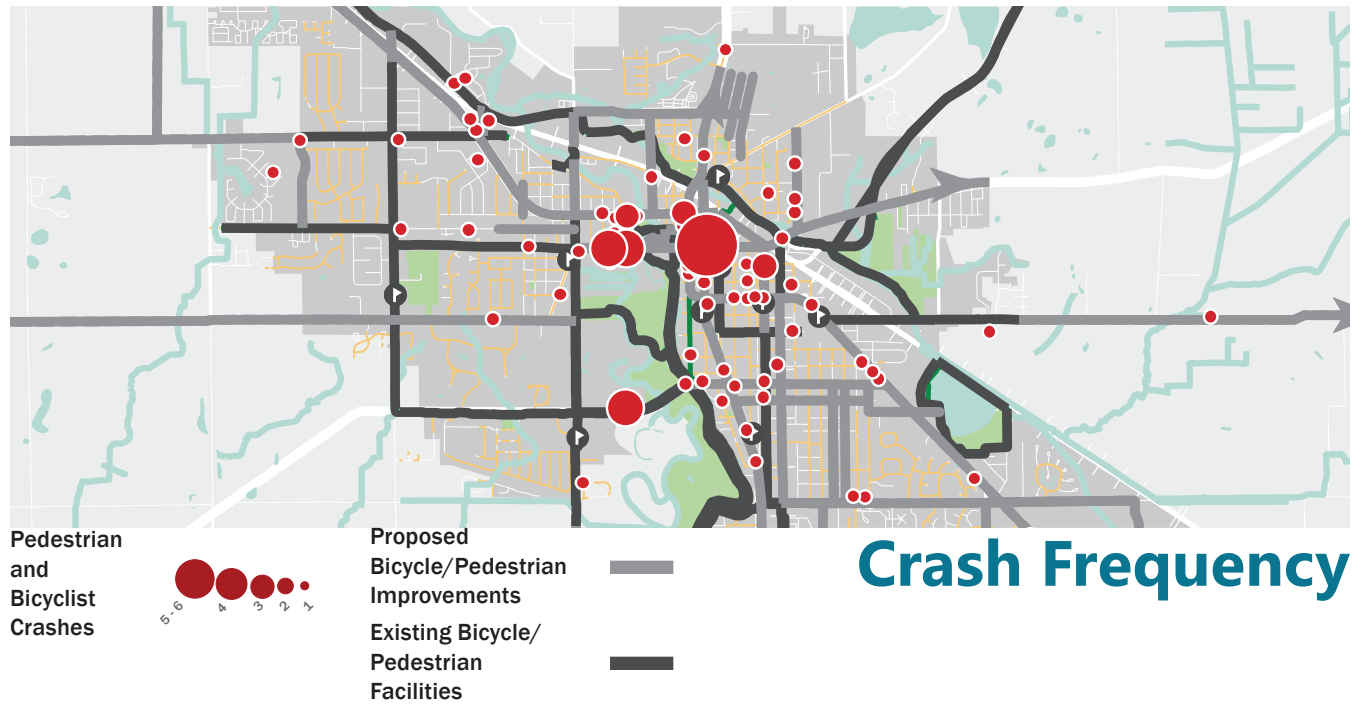 Pedestrian
and
Bicyclist
Crashes
5 - 6
4
3
2
1
Proposed
Bicycle/Pedestrian
Improvements
Existing Bicycle/
Pedestrian
Facilities
Crash Frequency